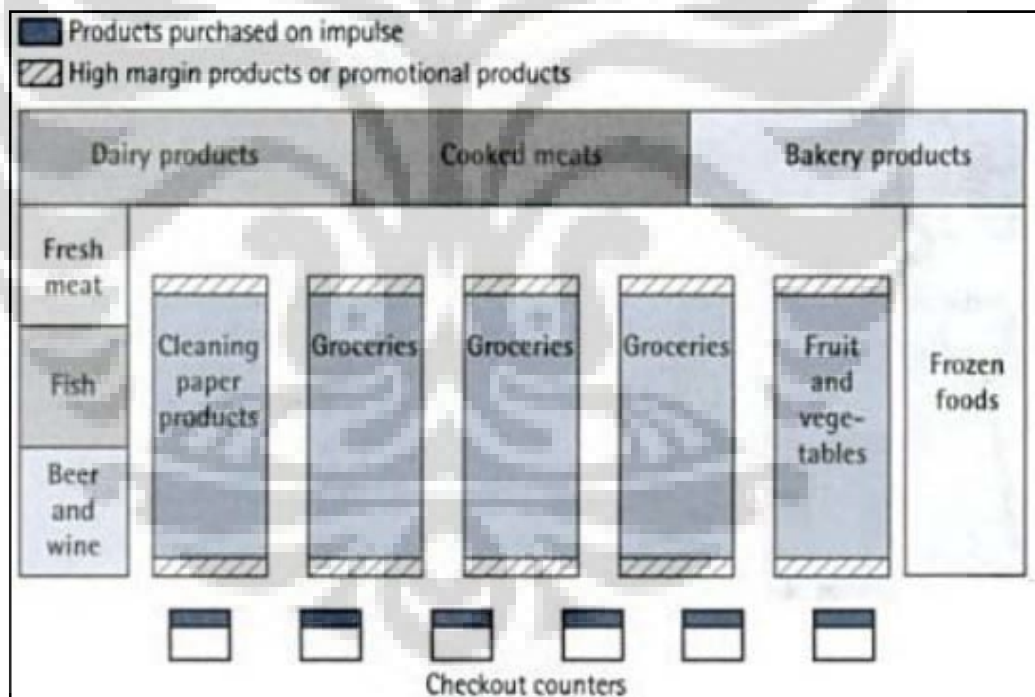 Products purchased on impulse
High margin products or promotional products
Dairy products
Cooked meats
Bakery products
Fresh
meat
Fish
Beer
and
wine
Cleaning
paper
products
Groceries
Groceries
Groceries
Fruit
and
vege-
tables
Frozen
foods
Checkout counters